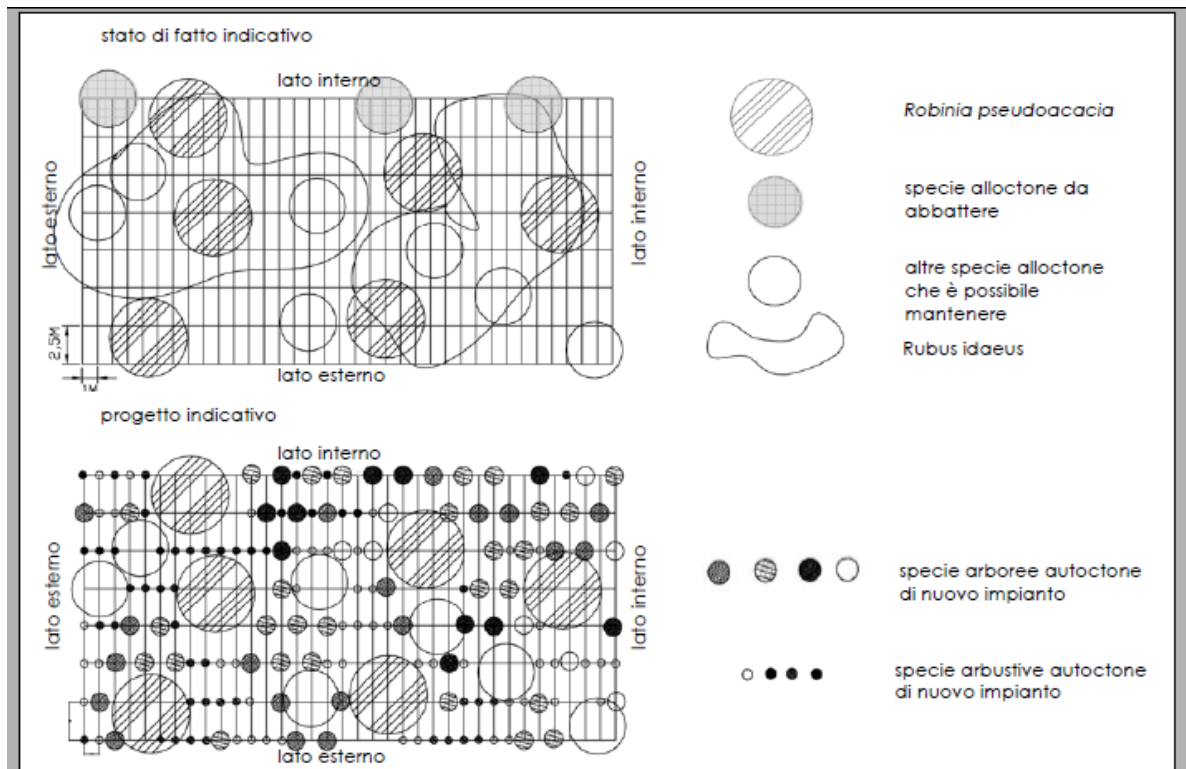 stato di fatto indicativo
lato interno
lato esterno
lato interno
2,5M
1M
lato esterno
Robinia pseudoacacia
specie alloctone da
abbattere
altre specie alloctone
che è possibile
mantenere
Rubus idaeus
progetto indicativo
lato interno
lato esterno
lato interno
lato esterno
specie arboree autoctone
di nuovo impianto
specie arbustive autoctone
di nuovo impianto